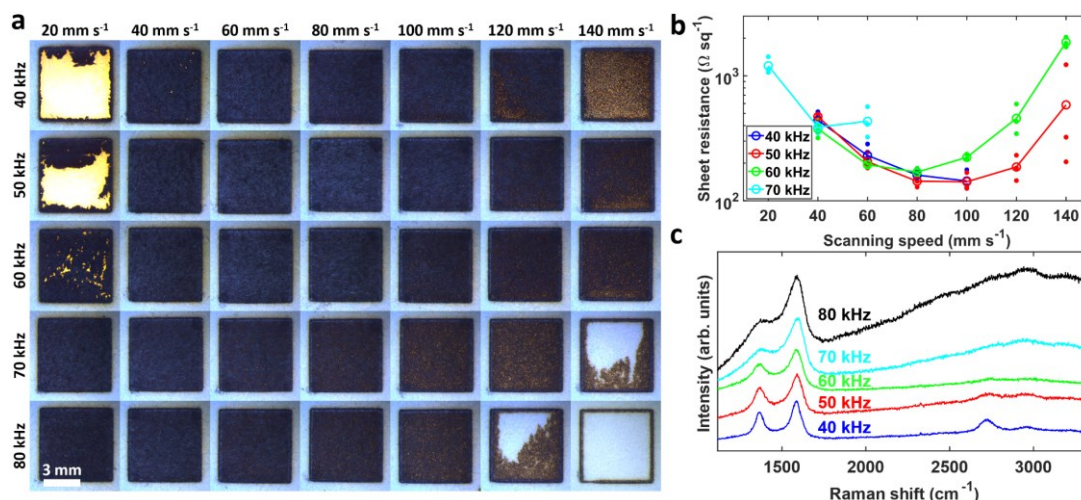 a
20 mm s⁻¹ 40 mm s⁻¹ 60 mm s⁻¹ 80 mm s⁻¹ 100 mm s⁻¹ 120 mm s⁻¹ 140 mm s⁻¹
40 kHz
50 kHz
60 kHz
70 kHz
80 kHz
3 mm
b
Sheet resistance (Ω sq⁻¹)
10³
10²
40 kHz
50 kHz
60 kHz
70 kHz
20 40 60 80 100 120 140
Scanning speed (mm s⁻¹)
c
Intensity (arb. units)
80 kHz
70 kHz
60 kHz
50 kHz
40 kHz
1500 2000 2500 3000
Raman shift (cm⁻¹)